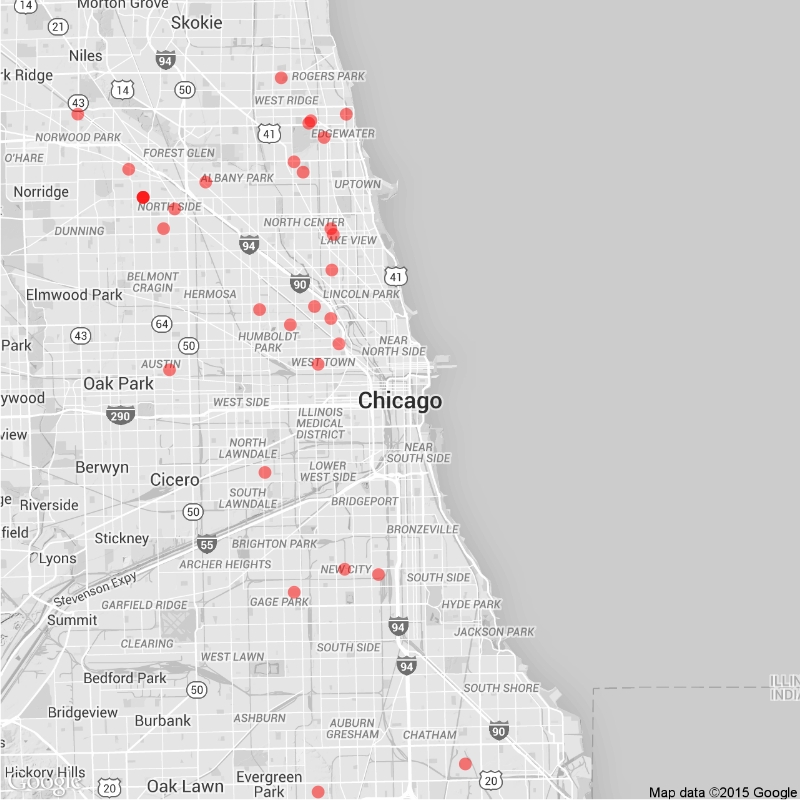 14
Morton Grove
21
Skokie
Niles
94
rk Ridge
ROGERS PARK
14
50
43
WEST RIDGE
NORWOOD PARK
41
EDGEWATER
O'HARE
FOREST GLEN
ALBANY PARK
UPTOWN
Norridge
NORTH SIDE
DUNNING
NORTH CENTER
94
LAKE VIEW
BELMONT
CRAGIN
90
41
Elmwood Park
HERMOSA
LINCOLN PARK
64
43
50
HUMBOLDT
PARK
NEAR
NORTH SIDE
Park
AUSTIN
WEST TOWN
Oak Park
ywood
290
WEST SIDE
Chicago
ILLINOIS
MEDICAL
DISTRICT
view
NORTH
LAWNDALE
NEAR
SOUTH SIDE
Berwyn
LOWER
WEST SIDE
Cicero
SOUTH
LAWNDALE
ge
Riverside
50
BRIDGEPORT
field
Stickney
55
BRONZEVILLE
BRIGHTON PARK
Lyons
ARCHER HEIGHTS
NEW CITY
SOUTH SIDE
Stevenson Expy
GARFIELD RIDGE
GAGE PARK
HYDE PARK
Summit
94
JACKSON PARK
CLEARING
SOUTH SIDE
WEST LAWN
94
Bedford Park
50
SOUTH SHORE
ILLIN
INDIA
Bridgeview
Burbank
ASHBURN
AUBURN
GRESHAM
CHATHAM
90
s
Hickory Hills
Google
20
Oak Lawn
Evergreen
Park
20
Map data ©2015 Google